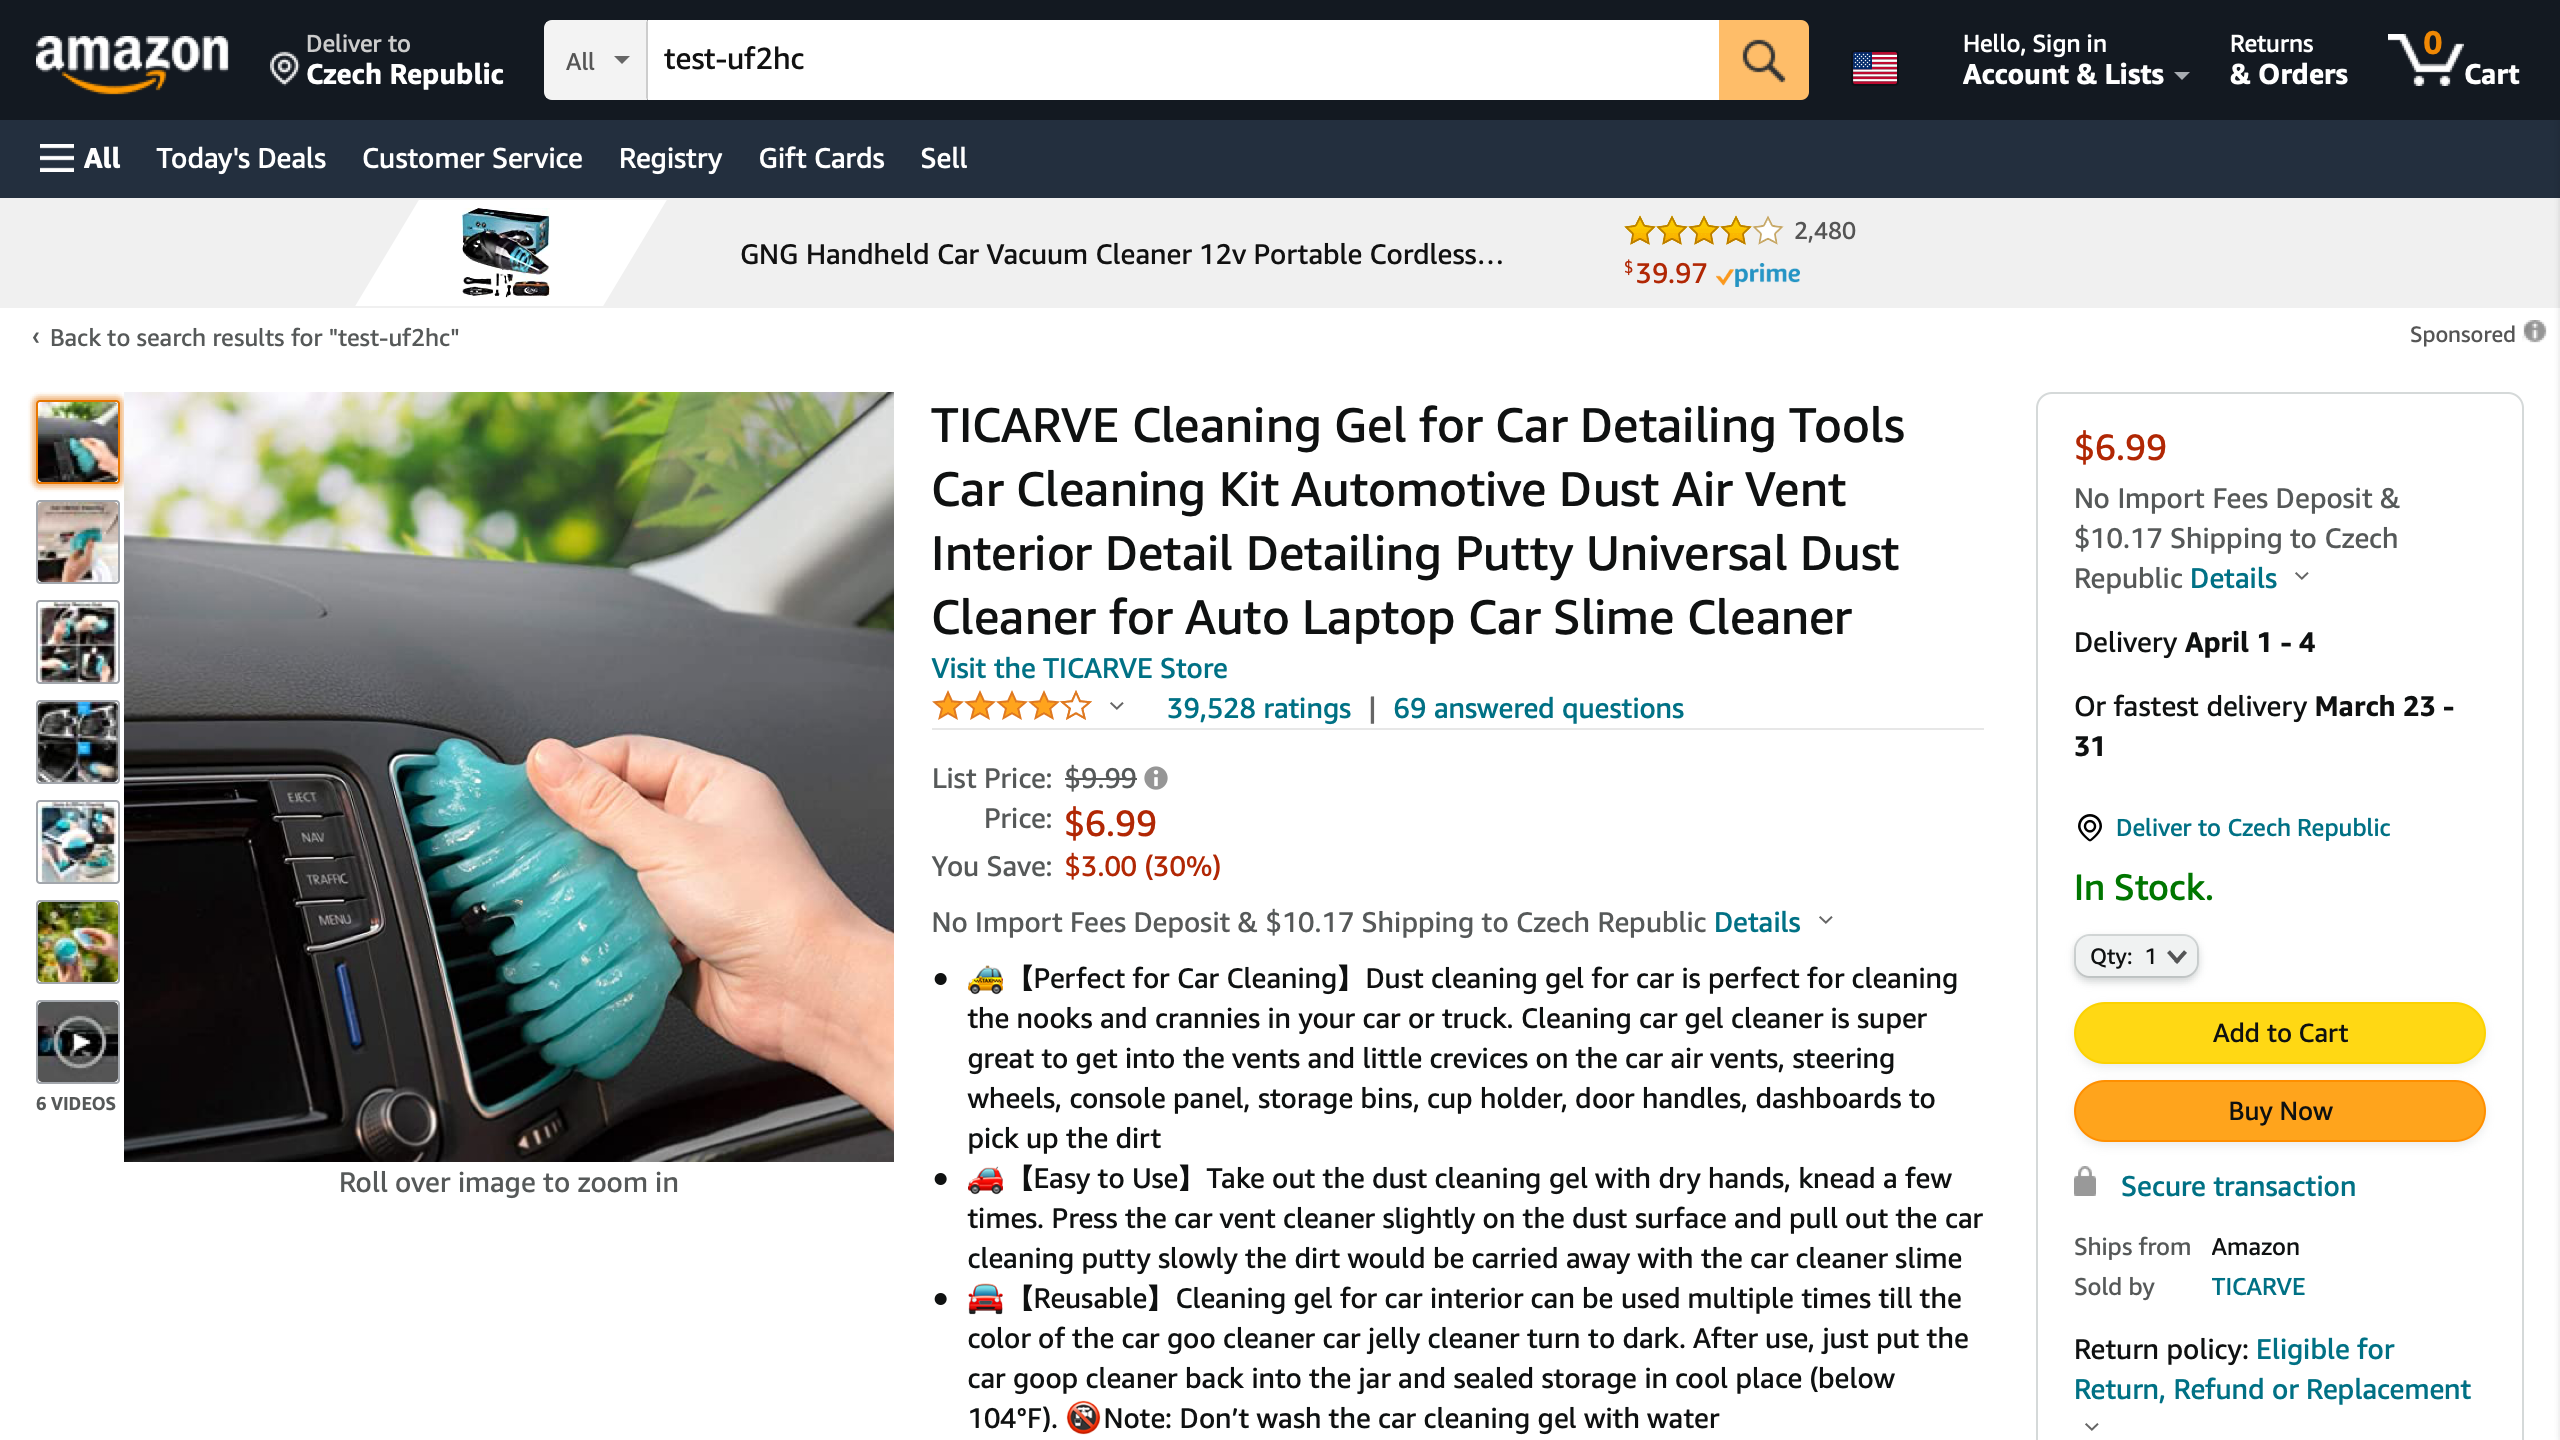 amazon
Deliver to
Czech Republic
All
test-uf2hc
Hello, Sign in
Account & Lists
Returns
& Orders
0
Cart
All
Today's Deals
Customer Service
Registry
Gift Cards
Sell
GNG Handheld Car Vacuum Cleaner 12v Portable Cordless...
2,480
$39.97 prime
‹ Back to search results for "test-uf2hc"
Sponsored
6 VIDEOS
EJECT
NAV
TRAFFIC
MENU
Roll over image to zoom in
TICARVE Cleaning Gel for Car Detailing Tools
Car Cleaning Kit Automotive Dust Air Vent
Interior Detail Detailing Putty Universal Dust
Cleaner for Auto Laptop Car Slime Cleaner
Visit the TICARVE Store
39,528 ratings | 69 answered questions
List Price: $9.99
Price: $6.99
You Save: $3.00 (30%)
No Import Fees Deposit & $10.17 Shipping to Czech Republic Details
• 🚕【Perfect for Car Cleaning】Dust cleaning gel for car is perfect for cleaning
the nooks and crannies in your car or truck. Cleaning car gel cleaner is super
great to get into the vents and little crevices on the car air vents, steering
wheels, console panel, storage bins, cup holder, door handles, dashboards to
pick up the dirt
• 🚗【Easy to Use】Take out the dust cleaning gel with dry hands, knead a few
times. Press the car vent cleaner slightly on the dust surface and pull out the car
cleaning putty slowly the dirt would be carried away with the car cleaner slime
• 🚘【Reusable】Cleaning gel for car interior can be used multiple times till the
color of the car goo cleaner car jelly cleaner turn to dark. After use, just put the
car goop cleaner back into the jar and sealed storage in cool place (below
104°F). 🚱Note: Don’t wash the car cleaning gel with water
$6.99
No Import Fees Deposit &
$10.17 Shipping to Czech
Republic Details
Delivery April 1 - 4
Or fastest delivery March 23 -
31
Deliver to Czech Republic
In Stock.
Qty: 1
Add to Cart
Buy Now
Secure transaction
Ships from Amazon
Sold by TICARVE
Return policy: Eligible for
Return, Refund or Replacement